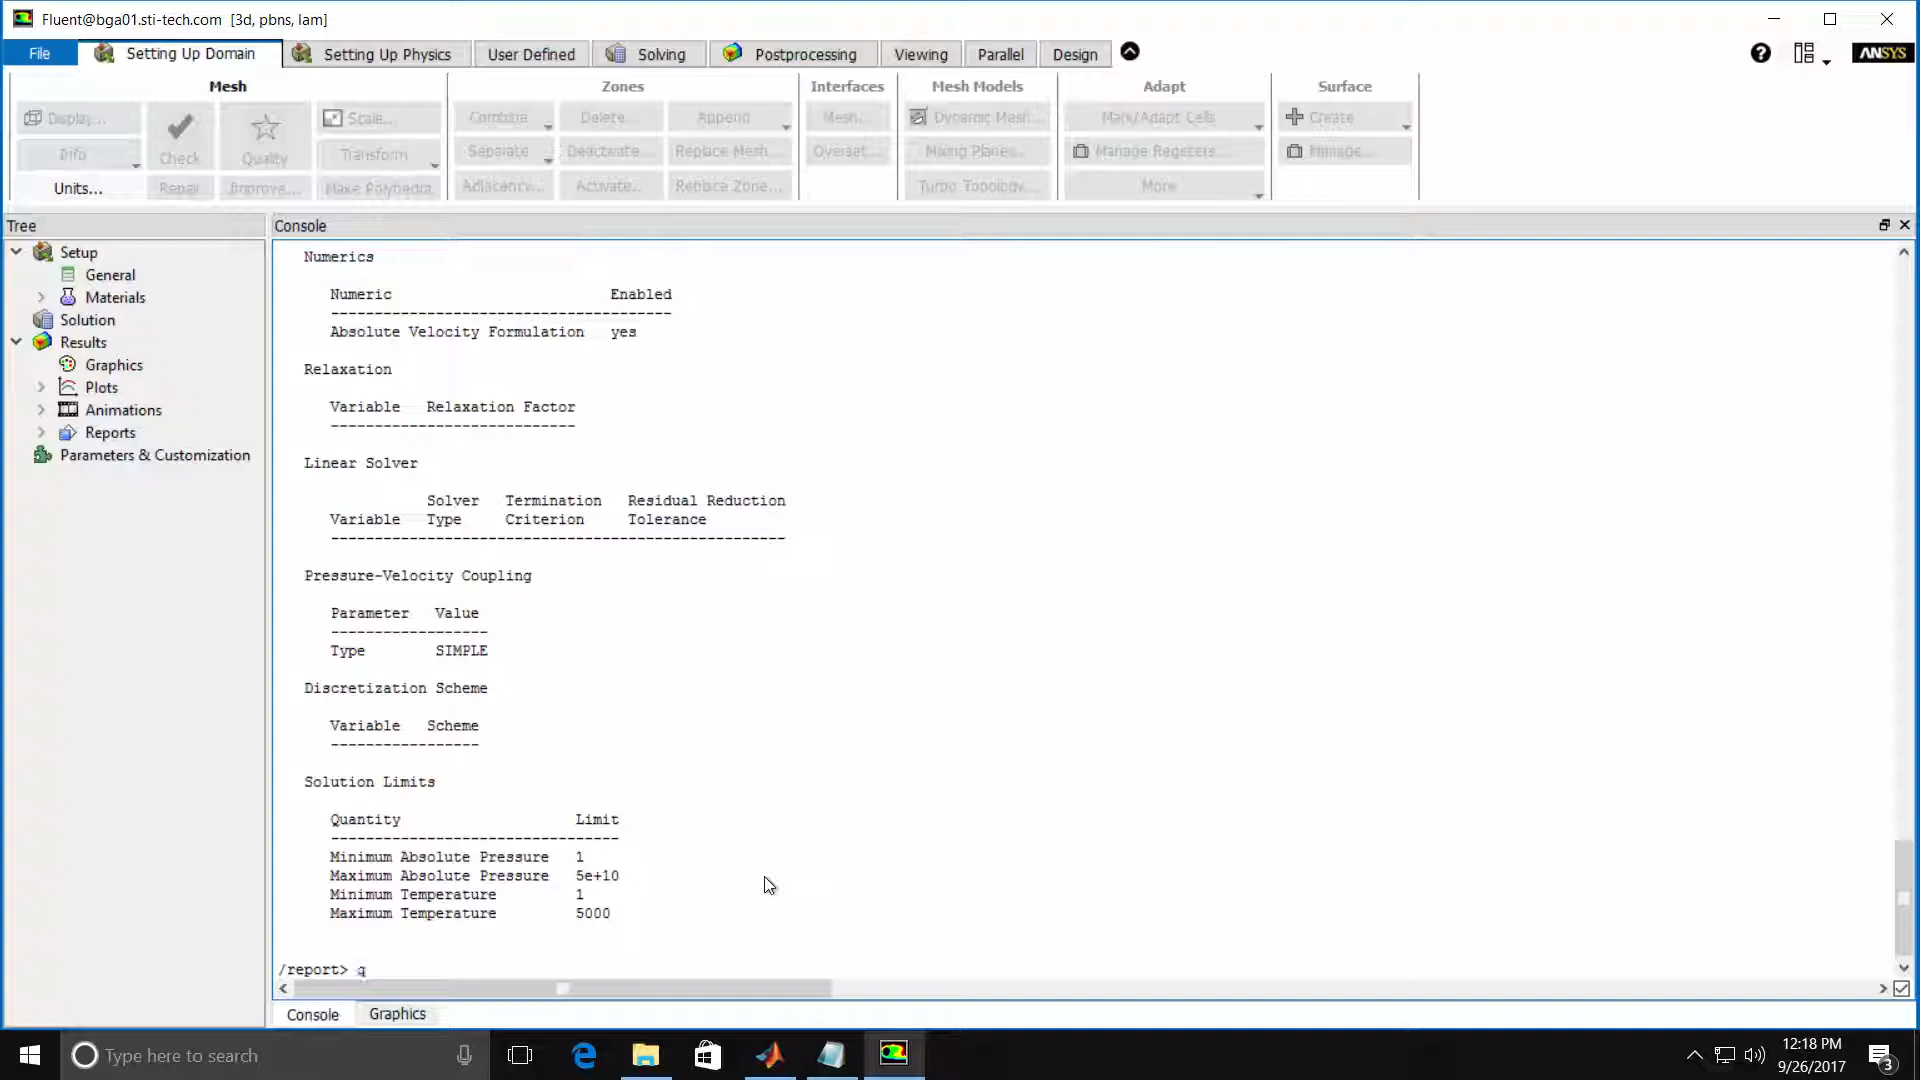 Fluent@bga01.sti-tech.com [3d, pbns, lam]
File
Setting Up Domain
Setting Up Physics
User Defined
Solving
Postprocessing
Viewing
Parallel
Design
ANSYS
Mesh
Zones
Interfaces
Mesh Models
Adapt
Surface
Display...
Info
Units...
Check
Repair
Quality
Improve...
Scale...
Transform
Make Polyhedra
Combine
Separate
Adjacency...
Delete...
Deactivate...
Activate...
Append
Replace Mesh...
Replace Zone...
Mesh...
Overset...
Dynamic Mesh...
Mixing Planes...
Turbo Topology...
Mark/Adapt Cells
Manage Registers...
More
Create
Manage...
Tree
Setup
General
Materials
Solution
Results
Graphics
Plots
Animations
Reports
Parameters & Customization
Console
Numerics
Numeric Enabled
---------------------------------------
Absolute Velocity Formulation yes
Relaxation
Variable Relaxation Factor
----------------------------
Linear Solver
Solver Termination Residual Reduction
Variable Type Criterion Tolerance
----------------------------------------------------
Pressure-Velocity Coupling
Parameter Value
------------------
Type SIMPLE
Discretization Scheme
Variable Scheme
-----------------
Solution Limits
Quantity Limit
---------------------------------
Minimum Absolute Pressure 1
Maximum Absolute Pressure 5e+10
Minimum Temperature 1
Maximum Temperature 5000
/report> q
Console
Graphics
Type here to search
12:18 PM
9/26/2017
3